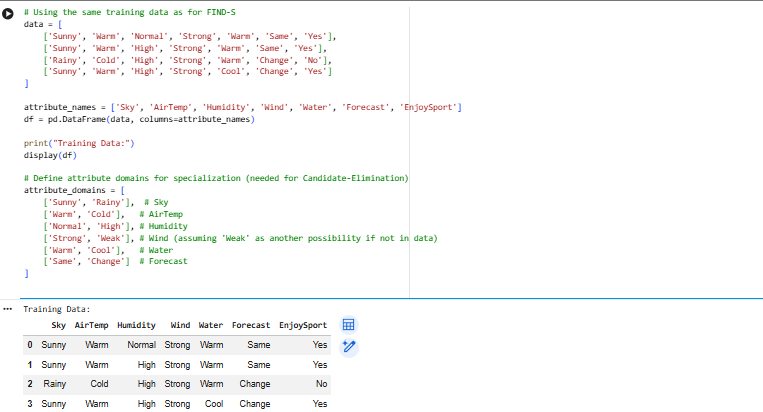 # Using the same training data as for FIND-S
data = [
['Sunny', 'Warm', 'Normal', 'Strong', 'Warm', 'Same', 'Yes'],
['Sunny', 'Warm', 'High', 'Strong', 'Warm', 'Same', 'Yes'],
['Rainy', 'Cold', 'High', 'Strong', 'Warm', 'Change', 'No'],
['Sunny', 'Warm', 'High', 'Strong', 'Cool', 'Change', 'Yes']
]
attribute_names = ['Sky', 'AirTemp', 'Humidity', 'Wind', 'Water', 'Forecast', 'EnjoySport']
df = pd.DataFrame(data, columns=attribute_names)
print("Training Data:")
display(df)
# Define attribute domains for specialization (needed for Candidate-Elimination)
attribute_domains = [
['Sunny', 'Rainy'], # Sky
['Warm', 'Cold'], # AirTemp
['Normal', 'High'], # Humidity
['Strong', 'Weak'], # Wind (assuming 'Weak' as another possibility if not in data)
['Warm', 'Cool'], # Water
['Same', 'Change'] # Forecast
]
Training Data:
Sky AirTemp Humidity Wind Water Forecast EnjoySport
0 Sunny Warm Normal Strong Warm Same Yes
1 Sunny Warm High Strong Warm Same Yes
2 Rainy Cold High Strong Warm Change No
3 Sunny Warm High Strong Cool Change Yes